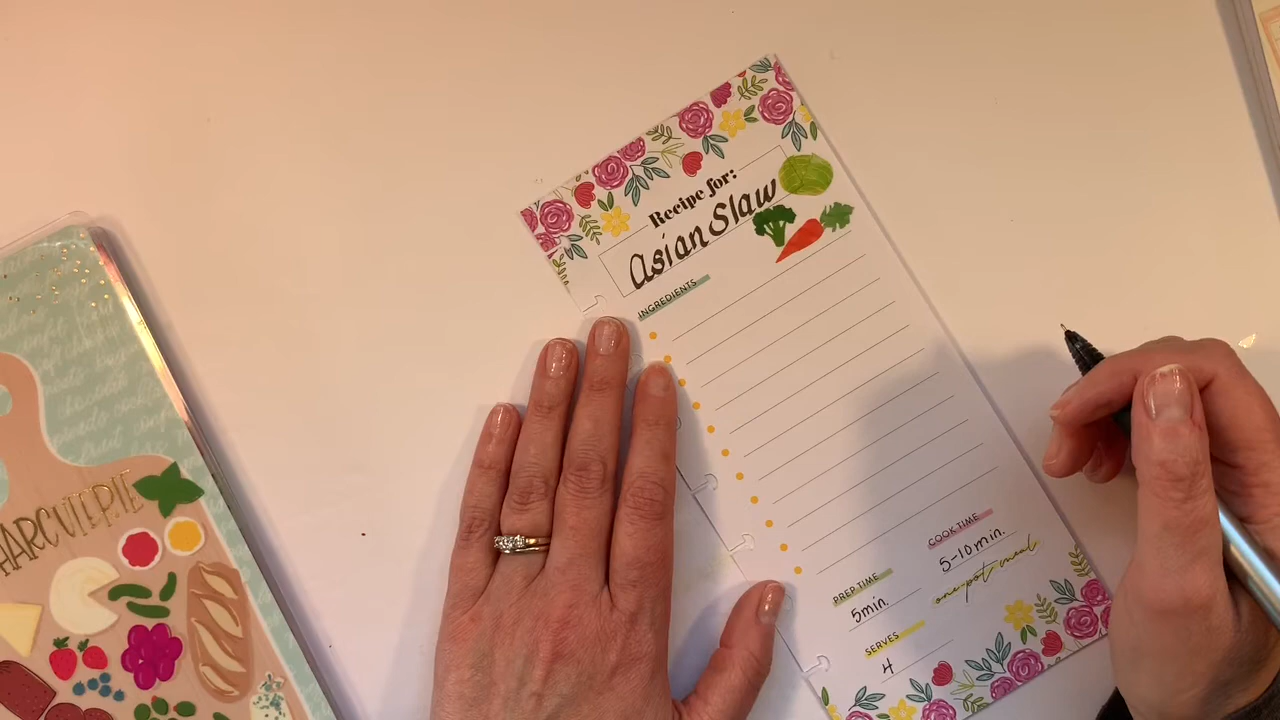 Recipe for:
Asian Slaw
INGREDIENTS
COOK TIME
5-10 min.
one-pot meal
PREP TIME
5 min.
SERVES
4